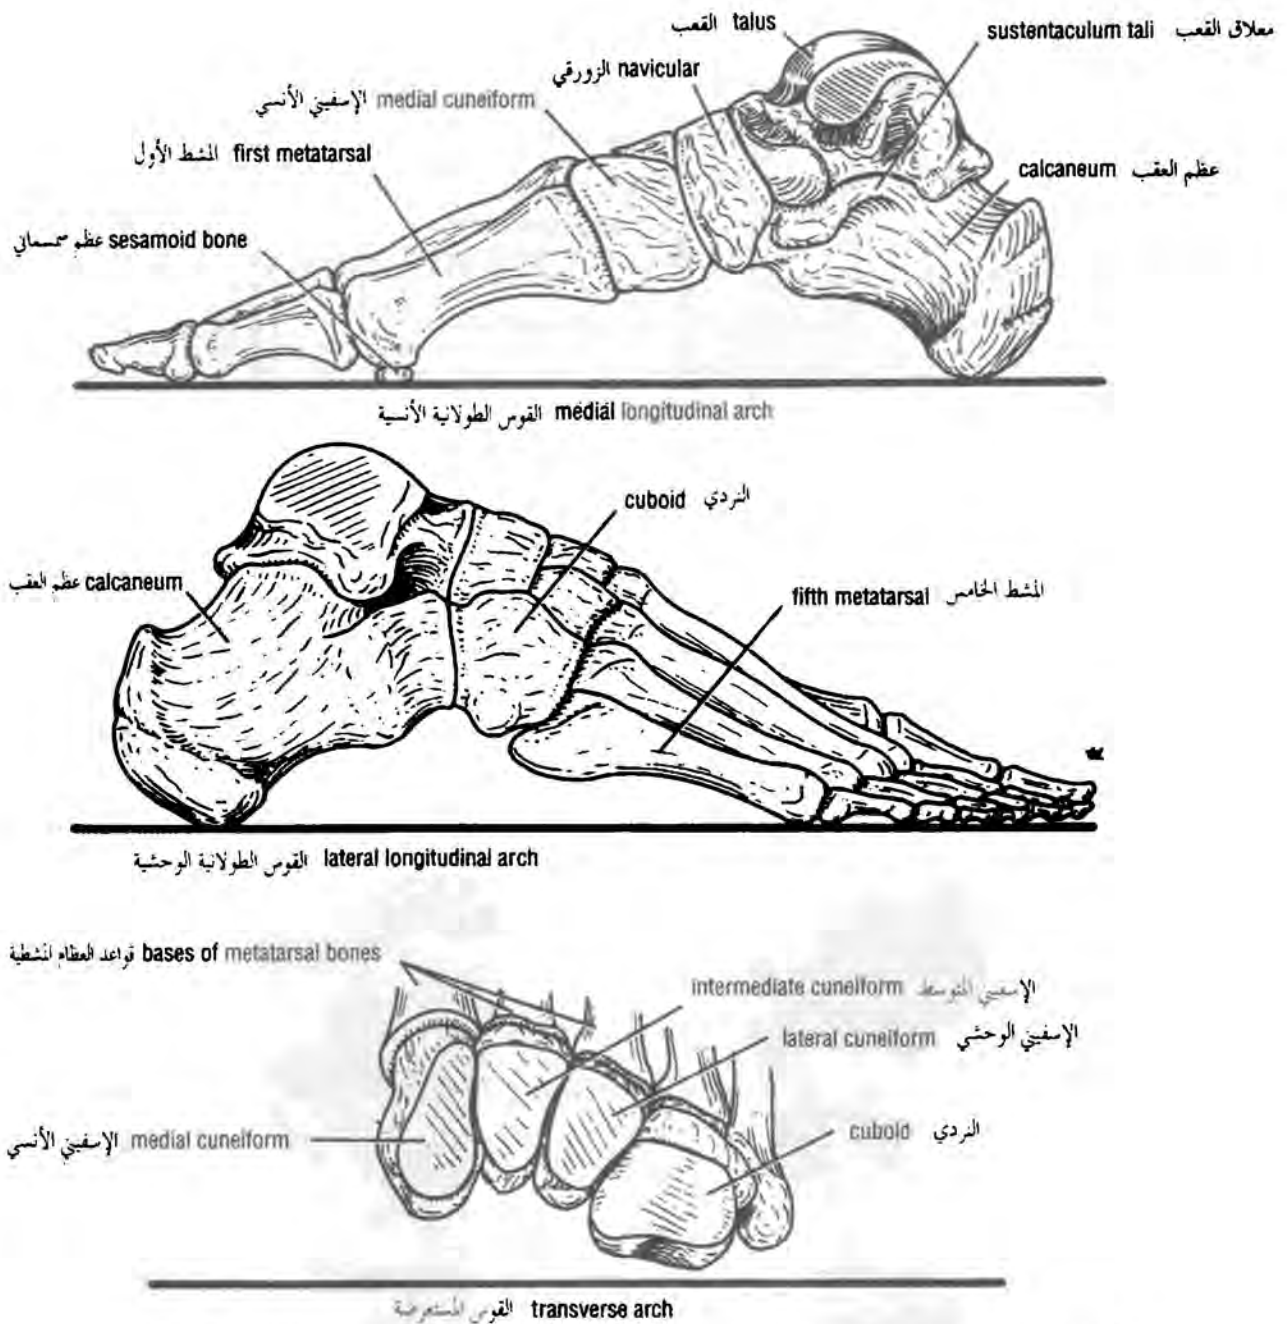 القعب talus
sustentaculum tali معلاق القعب
الزورقي navicular
الإسفيني الأنسي medial cuneiform
المشط الأول first metatarsal
calcaneum عظم العقب
عظم سمسماني sesamoid bone
القوس الطولانية الأنسية medial longitudinal arch
cuboid النردي
عظم العقب calcaneum
fifth metatarsal المشط الخامس
القوس الطولانية الوحشية lateral longitudinal arch
قواعد العظام المشطية bases of metatarsal bones
intermediate cuneiform الإسفيني المتوسط
lateral cuneiform الإسفيني الوحشي
الإسفيني الأنسي medial cuneiform
cuboid النردي
القوس المستعرضة transverse arch